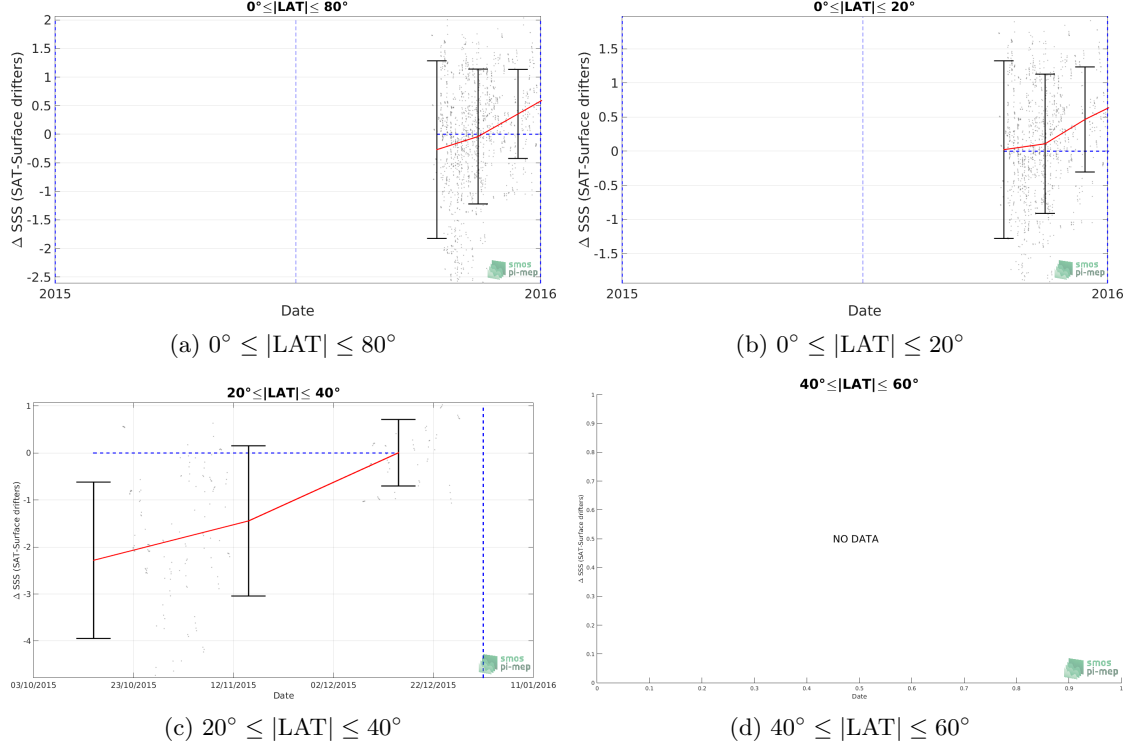 0°≤|LAT|≤ 80°
2
1.5
1
0.5
0
-0.5
-1
-1.5
-2
-2.5
Δ SSS (SAT-Surface drifters)
2015
2016
Date
smos
pi-mep
(a) 0° ≤ |LAT| ≤ 80°
0°≤|LAT|≤ 20°
1.5
1
0.5
0
-0.5
-1
-1.5
Δ SSS (SAT-Surface drifters)
2015
2016
Date
smos
pi-mep
(b) 0° ≤ |LAT| ≤ 20°
20°≤|LAT|≤ 40°
1
0
-1
-2
-3
-4
Δ SSS (SAT-Surface drifters)
03/10/2015
23/10/2015
12/11/2015
02/12/2015
22/12/2015
11/01/2016
Date
smos
pi-mep
(c) 20° ≤ |LAT| ≤ 40°
40°≤|LAT|≤ 60°
1
0.9
0.8
0.7
0.6
0.5
0.4
0.3
0.2
0.1
0
Δ SSS (SAT-Surface drifters)
NO DATA
0
0.1
0.2
0.3
0.4
0.5
0.6
0.7
0.8
0.9
1
Date
smos
pi-mep
(d) 40° ≤ |LAT| ≤ 60°